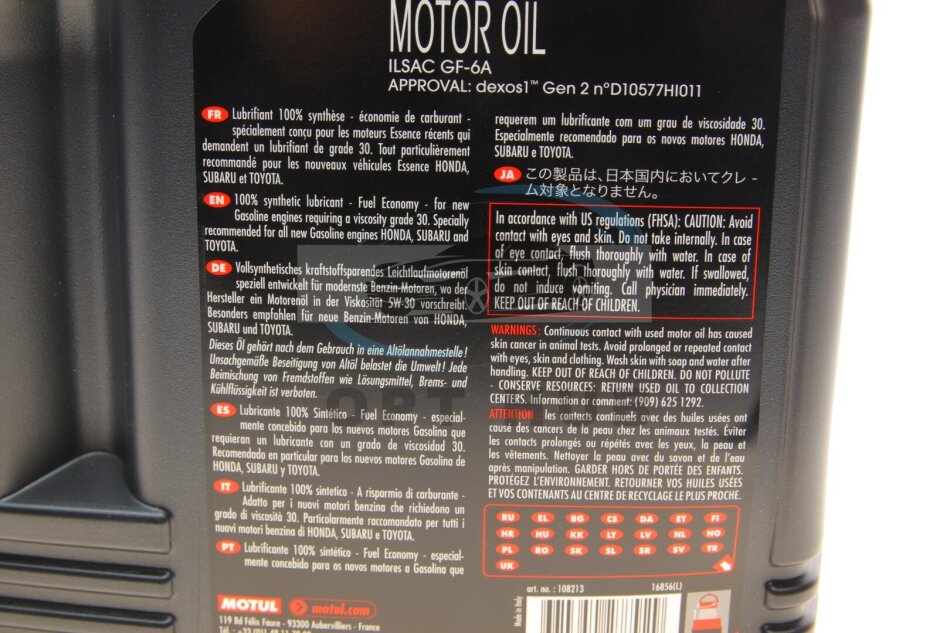 MOTOR OIL
ILSAC GF-6A
APPROVAL: dexos1™ Gen 2 n°D10577HI011
FR Lubrifiant 100% synthèse - économie de carburant -
spécialement conçu pour les moteurs Essence récents qui
demandent un lubrifiant de grade 30. Tout particulièrement
recommandé pour les nouveaux véhicules Essence HONDA,
SUBARU et TOYOTA.
EN 100% synthetic lubricant - Fuel Economy - for new
Gasoline engines requiring a viscosity grade 30. Specially
recommended for all new Gasoline engines HONDA, SUBARU and
TOYOTA.
DE Vollsynthetisches kraftstoffsparendes Leichtlaufmotorenöl
speziell entwickelt für modernste Benzin-Motoren, wo der
Hersteller ein Motorenöl in der Viskosität 5W-30 vorschreibt.
Besonders empfohlen für neue Benzin-Motoren von HONDA,
SUBARU und TOYOTA.
Dieses Öl gehört nach dem Gebrauch in eine Altölannahmestelle!
Unsachgemäße Beseitigung von Altöl belastet die Umwelt! Jede
Beimischung von Fremdstoffen wie Lösungsmittel, Brems- und
Kühlflüssigkeit ist verboten.
ES Lubricante 100% Sintético - Fuel Economy - especial-
mente concebido para los nuevos motores Gasolina que
requieran un lubricante con un grado de viscosidad 30.
Recomendado en particular para los nuevos motores Gasolina de
HONDA, SUBARU y TOYOTA.
IT Lubrificante 100% sintetico - A risparmio di carburante -
Adatto per i nuovi motori benzina che richiedono un
grado di viscosità 30. Particolarmente raccomandato per tutti i
nuovi motori benzina di HONDA, SUBARU e TOYOTA.
PT Lubrificante 100% sintético - Fuel Economy - especial-
mente concebido para os novos motores a Gasolina que
requerem um lubrificante com um grau de viscosidade 30.
Especialmente recomendado para os novos motores HONDA,
SUBARU e TOYOTA.
JA この製品は、日本国内においてクレ -
ム対象となりません。
In accordance with US regulations (FHSA): CAUTION: Avoid
contact with eyes and skin. Do not take internally. In case
of eye contact, flush thoroughly with water. In case of
skin contact, flush thoroughly with water. If swallowed,
do not induce vomiting. Call physician immediately.
KEEP OUT OF REACH OF CHILDREN.
WARNINGS: Continuous contact with used motor oil has caused
skin cancer in animal tests. Avoid prolonged or repeated contact
with eyes, skin and clothing. Wash skin with soap and water after
handling. KEEP OUT OF REACH OF CHILDREN. DO NOT POLLUTE
- CONSERVE RESOURCES: RETURN USED OIL TO COLLECTION
CENTERS. Information or comment: (909) 625 1292.
ATTENTION : les contacts continuels avec des huiles usées ont
causé des cancers de la peau chez les animaux testés. Éviter
les contacts prolongés ou répétés avec les yeux, la peau et
les vêtements. Nettoyer la peau avec du savon et de l'eau
après manipulation. GARDER HORS DE PORTÉE DES ENFANTS.
PROTÉGEZ L'ENVIRONNEMENT. RETOURNER VOS HUILES USÉES
ET VOS CONTENANTS AU CENTRE DE RECYCLAGE LE PLUS PROCHE.
RU EL BG CS DA ET FI
HR HU KK LT LV NL NO
PL RO SK SL SR SV TR
UK
art. no. : 108213 16856(L)
Made in Italy
MOTUL motul.com
119 Bd Félix Faure - 93300 Aubervilliers - France